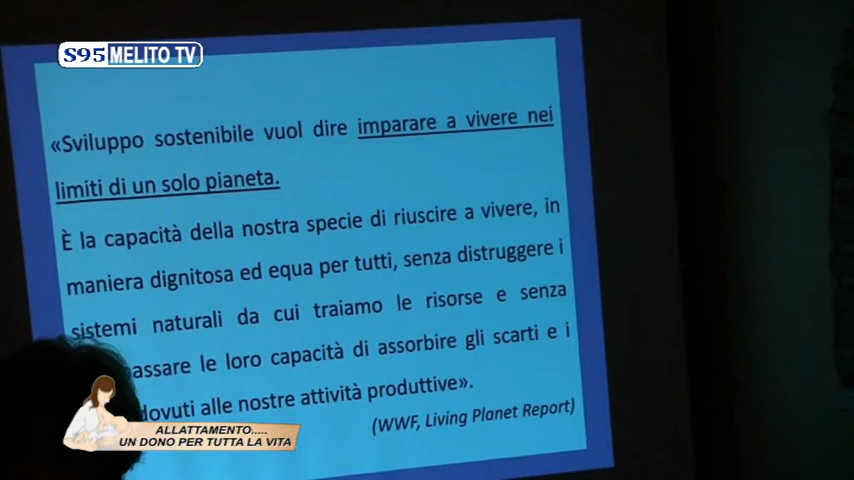 S95 MELITO TV
«Sviluppo sostenibile vuol dire imparare a vivere nei
limiti di un solo pianeta.
È la capacità della nostra specie di riuscire a vivere, in
maniera dignitosa ed equa per tutti, senza distruggere i
sistemi naturali da cui traiamo le risorse e senza
le loro capacità di assorbire gli scarti e i
dovuti alle nostre attività produttive».
(WWF, Living Planet Report)
ALLATTAMENTO.....
UN DONO PER TUTTA LA VITA